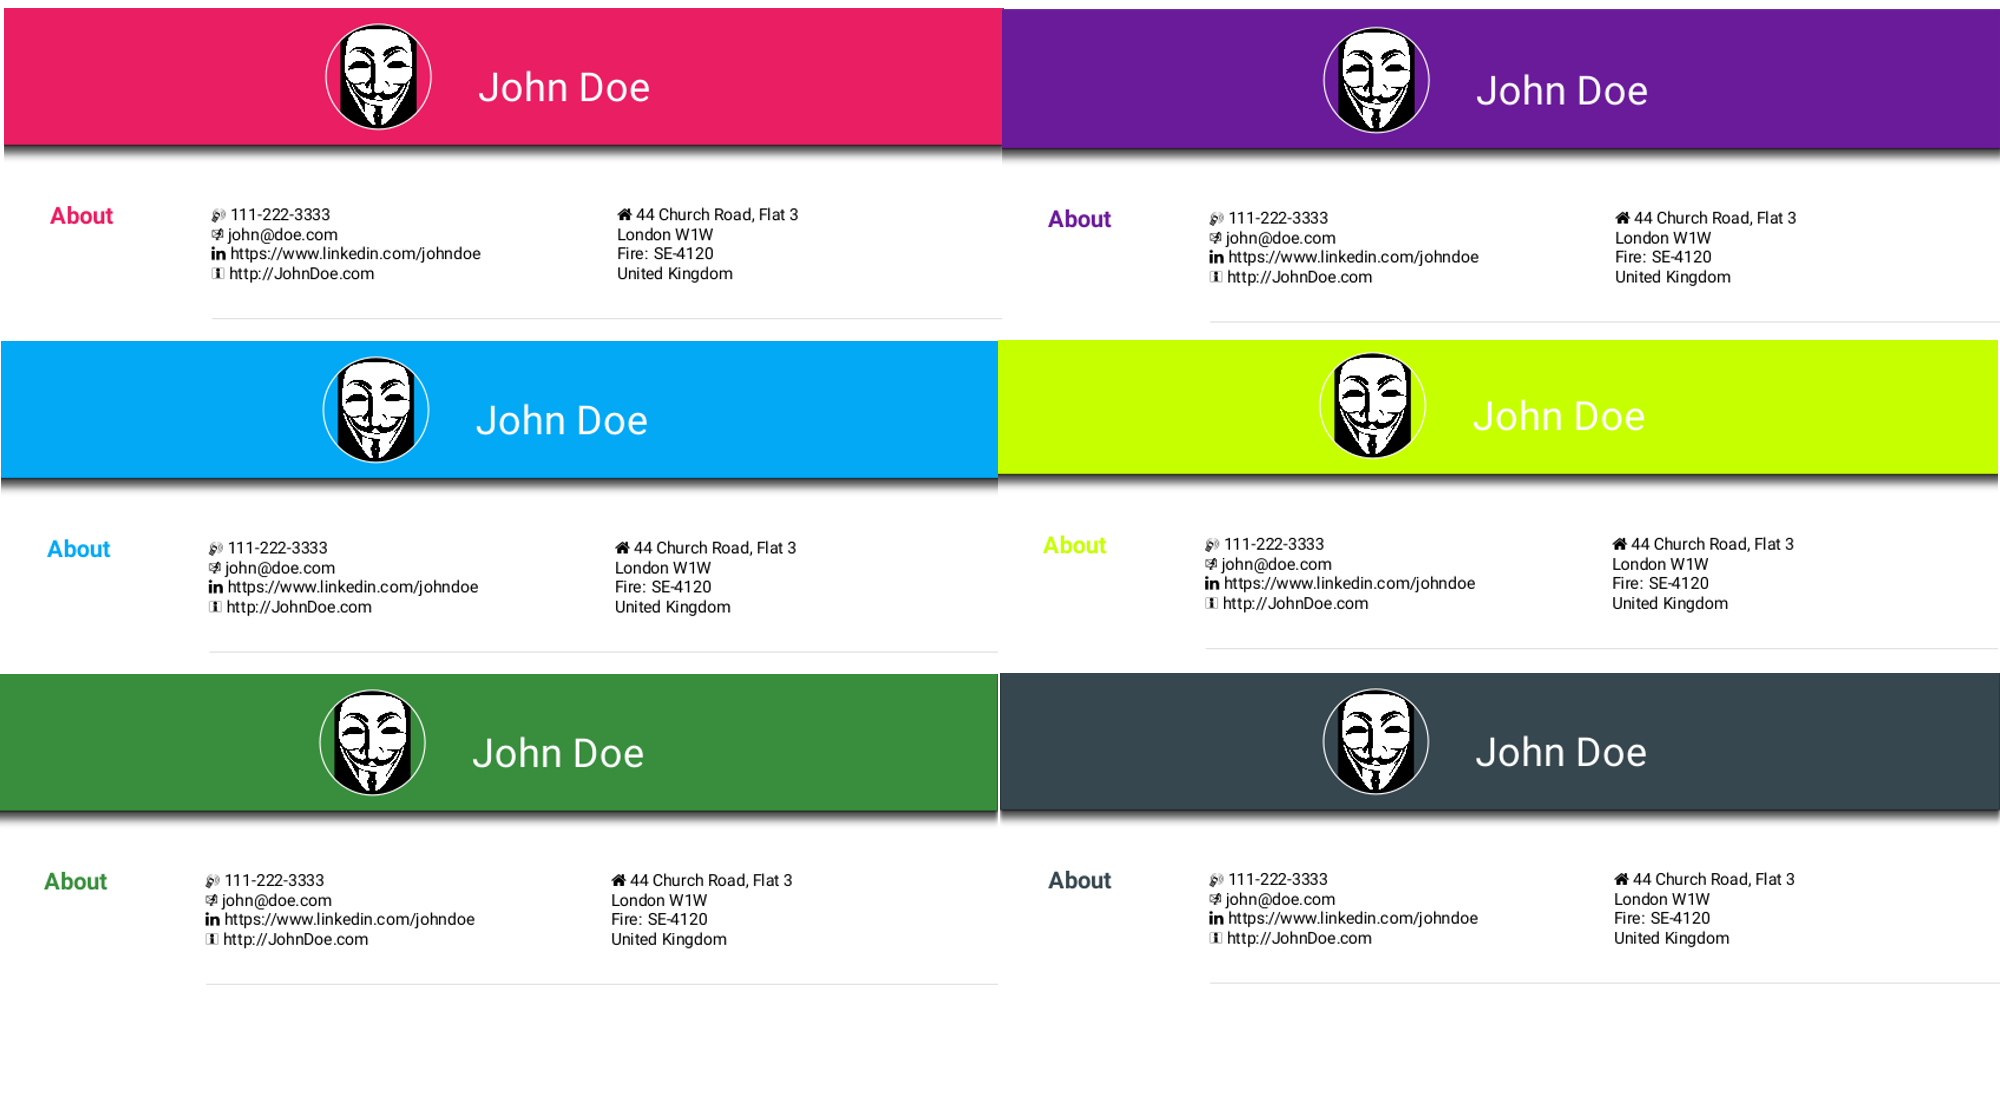 John Doe
About
111-222-3333
john@doe.com
https://www.linkedin.com/johndoe
http://JohnDoe.com
44 Church Road, Flat 3
London W1W
Fire: SE-4120
United Kingdom
John Doe
About
111-222-3333
john@doe.com
https://www.linkedin.com/johndoe
http://JohnDoe.com
44 Church Road, Flat 3
London W1W
Fire: SE-4120
United Kingdom
John Doe
About
111-222-3333
john@doe.com
https://www.linkedin.com/johndoe
http://JohnDoe.com
44 Church Road, Flat 3
London W1W
Fire: SE-4120
United Kingdom
John Doe
About
111-222-3333
john@doe.com
https://www.linkedin.com/johndoe
http://JohnDoe.com
44 Church Road, Flat 3
London W1W
Fire: SE-4120
United Kingdom
John Doe
About
111-222-3333
john@doe.com
https://www.linkedin.com/johndoe
http://JohnDoe.com
44 Church Road, Flat 3
London W1W
Fire: SE-4120
United Kingdom
John Doe
About
111-222-3333
john@doe.com
https://www.linkedin.com/johndoe
http://JohnDoe.com
44 Church Road, Flat 3
London W1W
Fire: SE-4120
United Kingdom